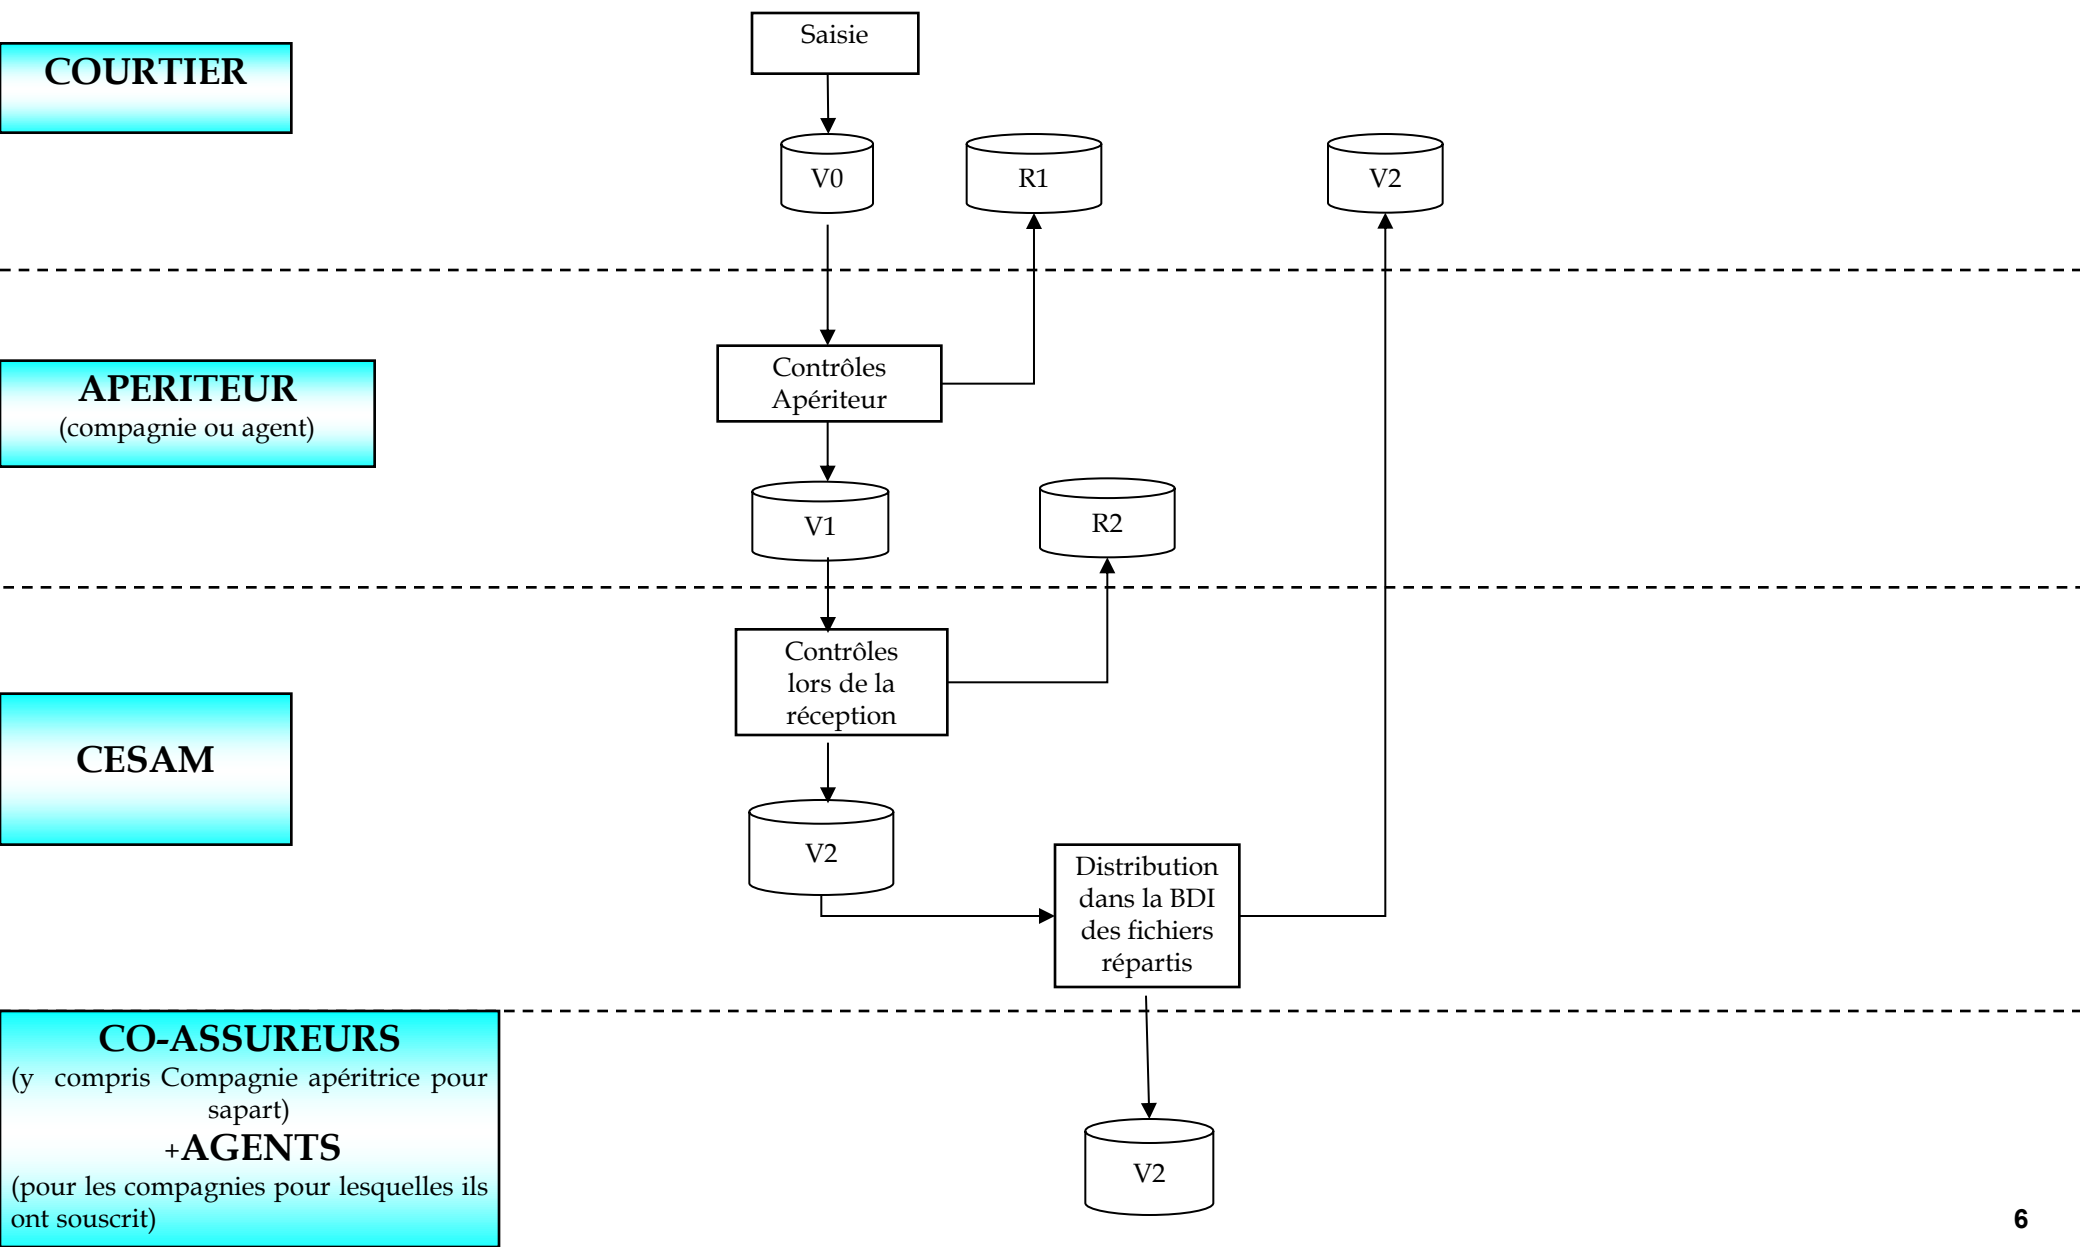 Saisie
COURTIER
V0
R1
V2
Contrôles
Apériteur
APERITEUR
(compagnie ou agent)
V1
R2
Contrôles
lors de la
réception
CESAM
V2
Distribution
dans la BDI
des fichiers
répartis
CO-ASSUREURS
(y compris Compagnie apéritrice pour
sapart)
+AGENTS
(pour les compagnies pour lesquelles ils
ont souscrit)
V2
6